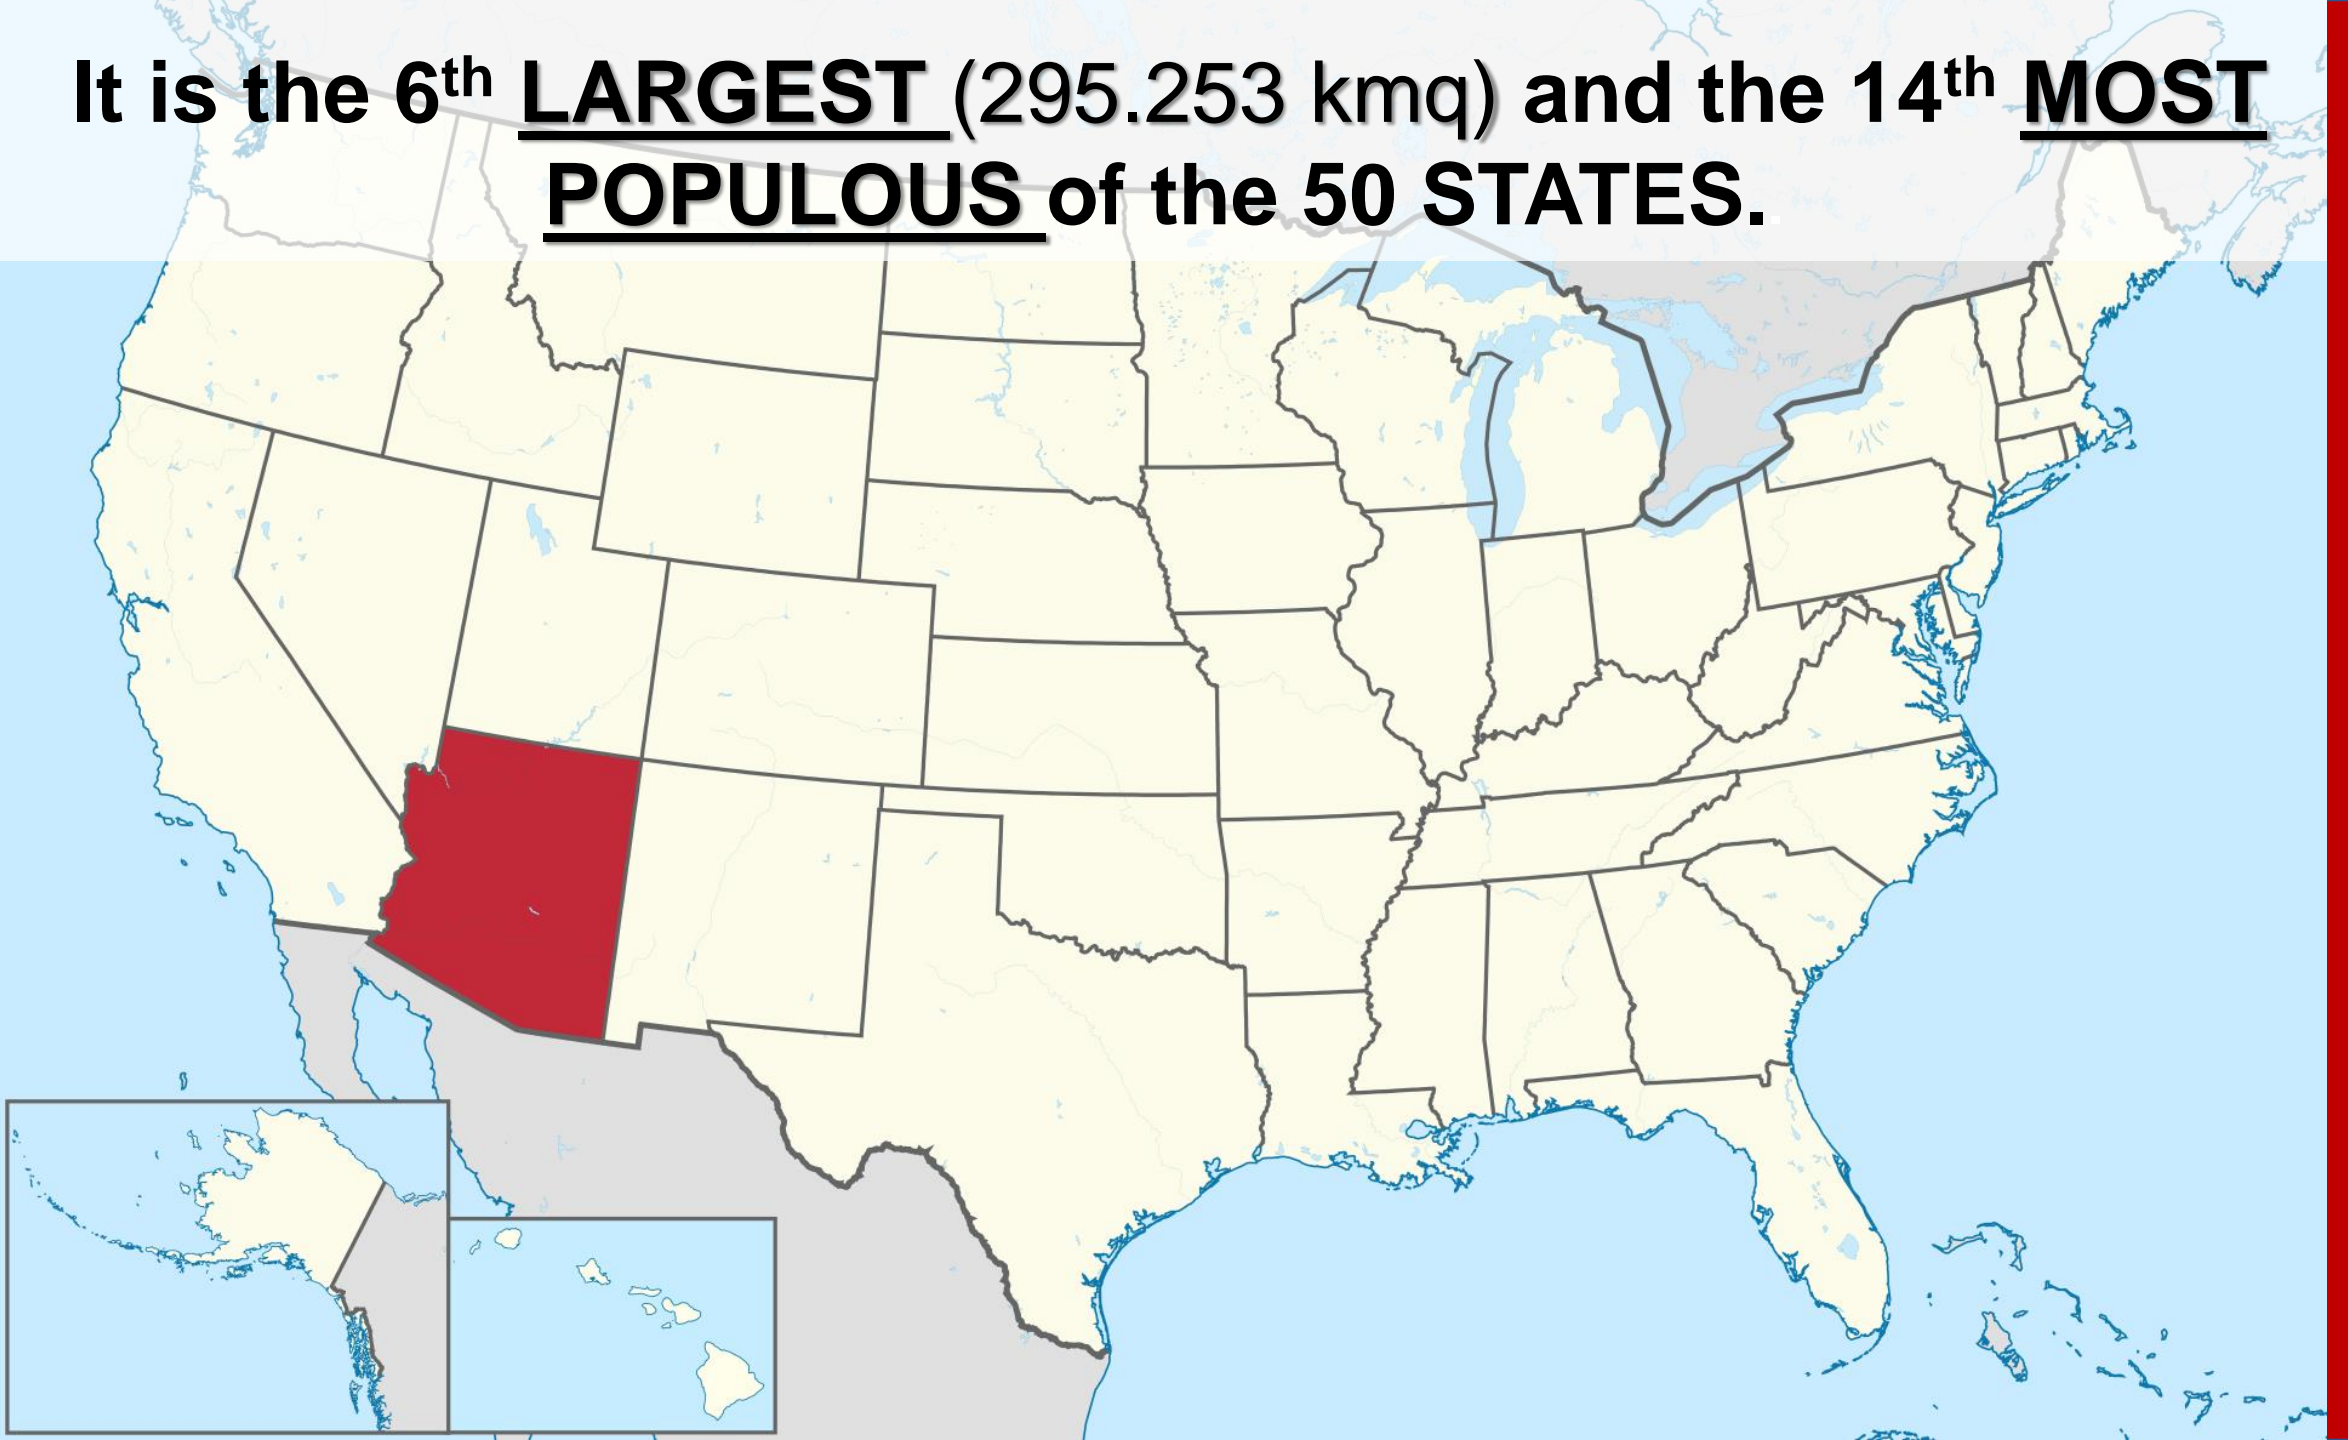 It is the 6th LARGEST (295.253 kmq) and the 14th MOST
POPULOUS of the 50 STATES.